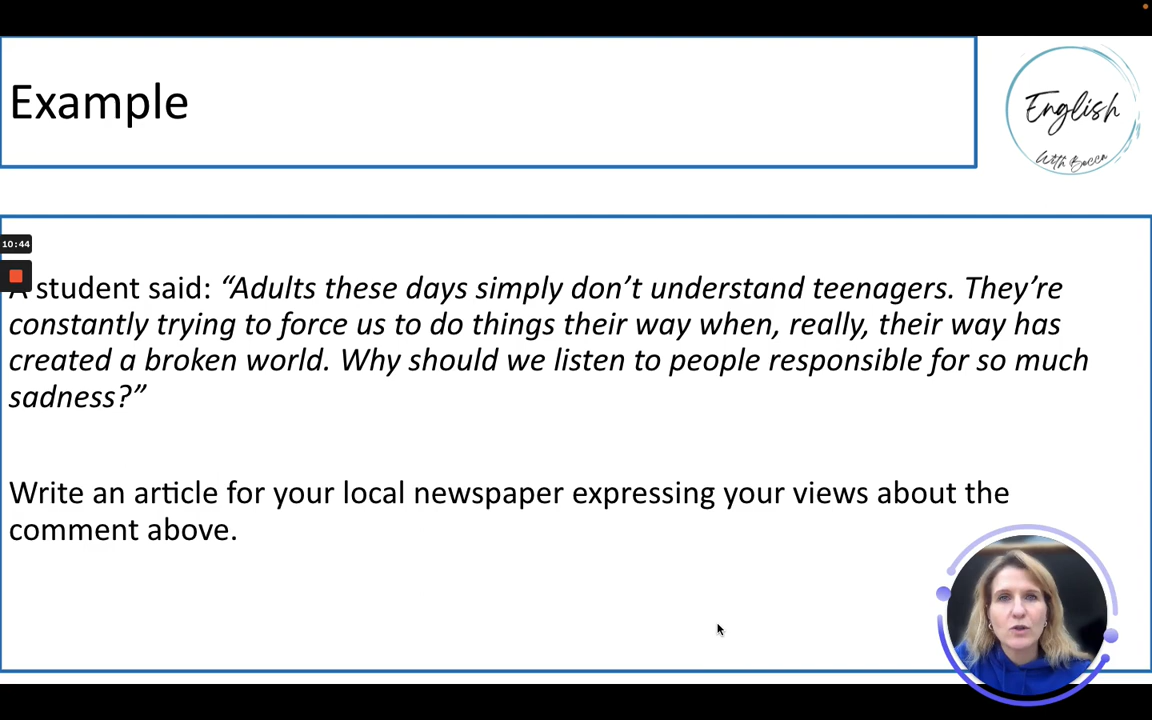 Example
English
With Becca
10:44
A student said: “Adults these days simply don’t understand teenagers. They’re
constantly trying to force us to do things their way when, really, their way has
created a broken world. Why should we listen to people responsible for so much
sadness?”
Write an article for your local newspaper expressing your views about the
comment above.